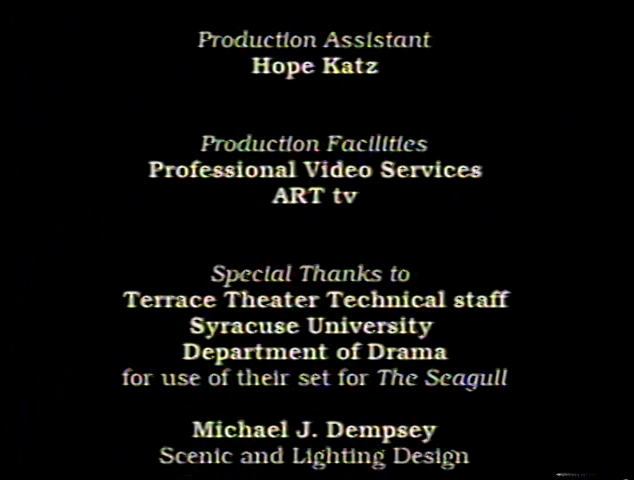 Production Assistant
Hope Katz
Production Facilities
Professional Video Services
ART tv
Special Thanks to
Terrace Theater Technical staff
Syracuse University
Department of Drama
for use of their set for The Seagull
Michael J. Dempsey
Scenic and Lighting Design